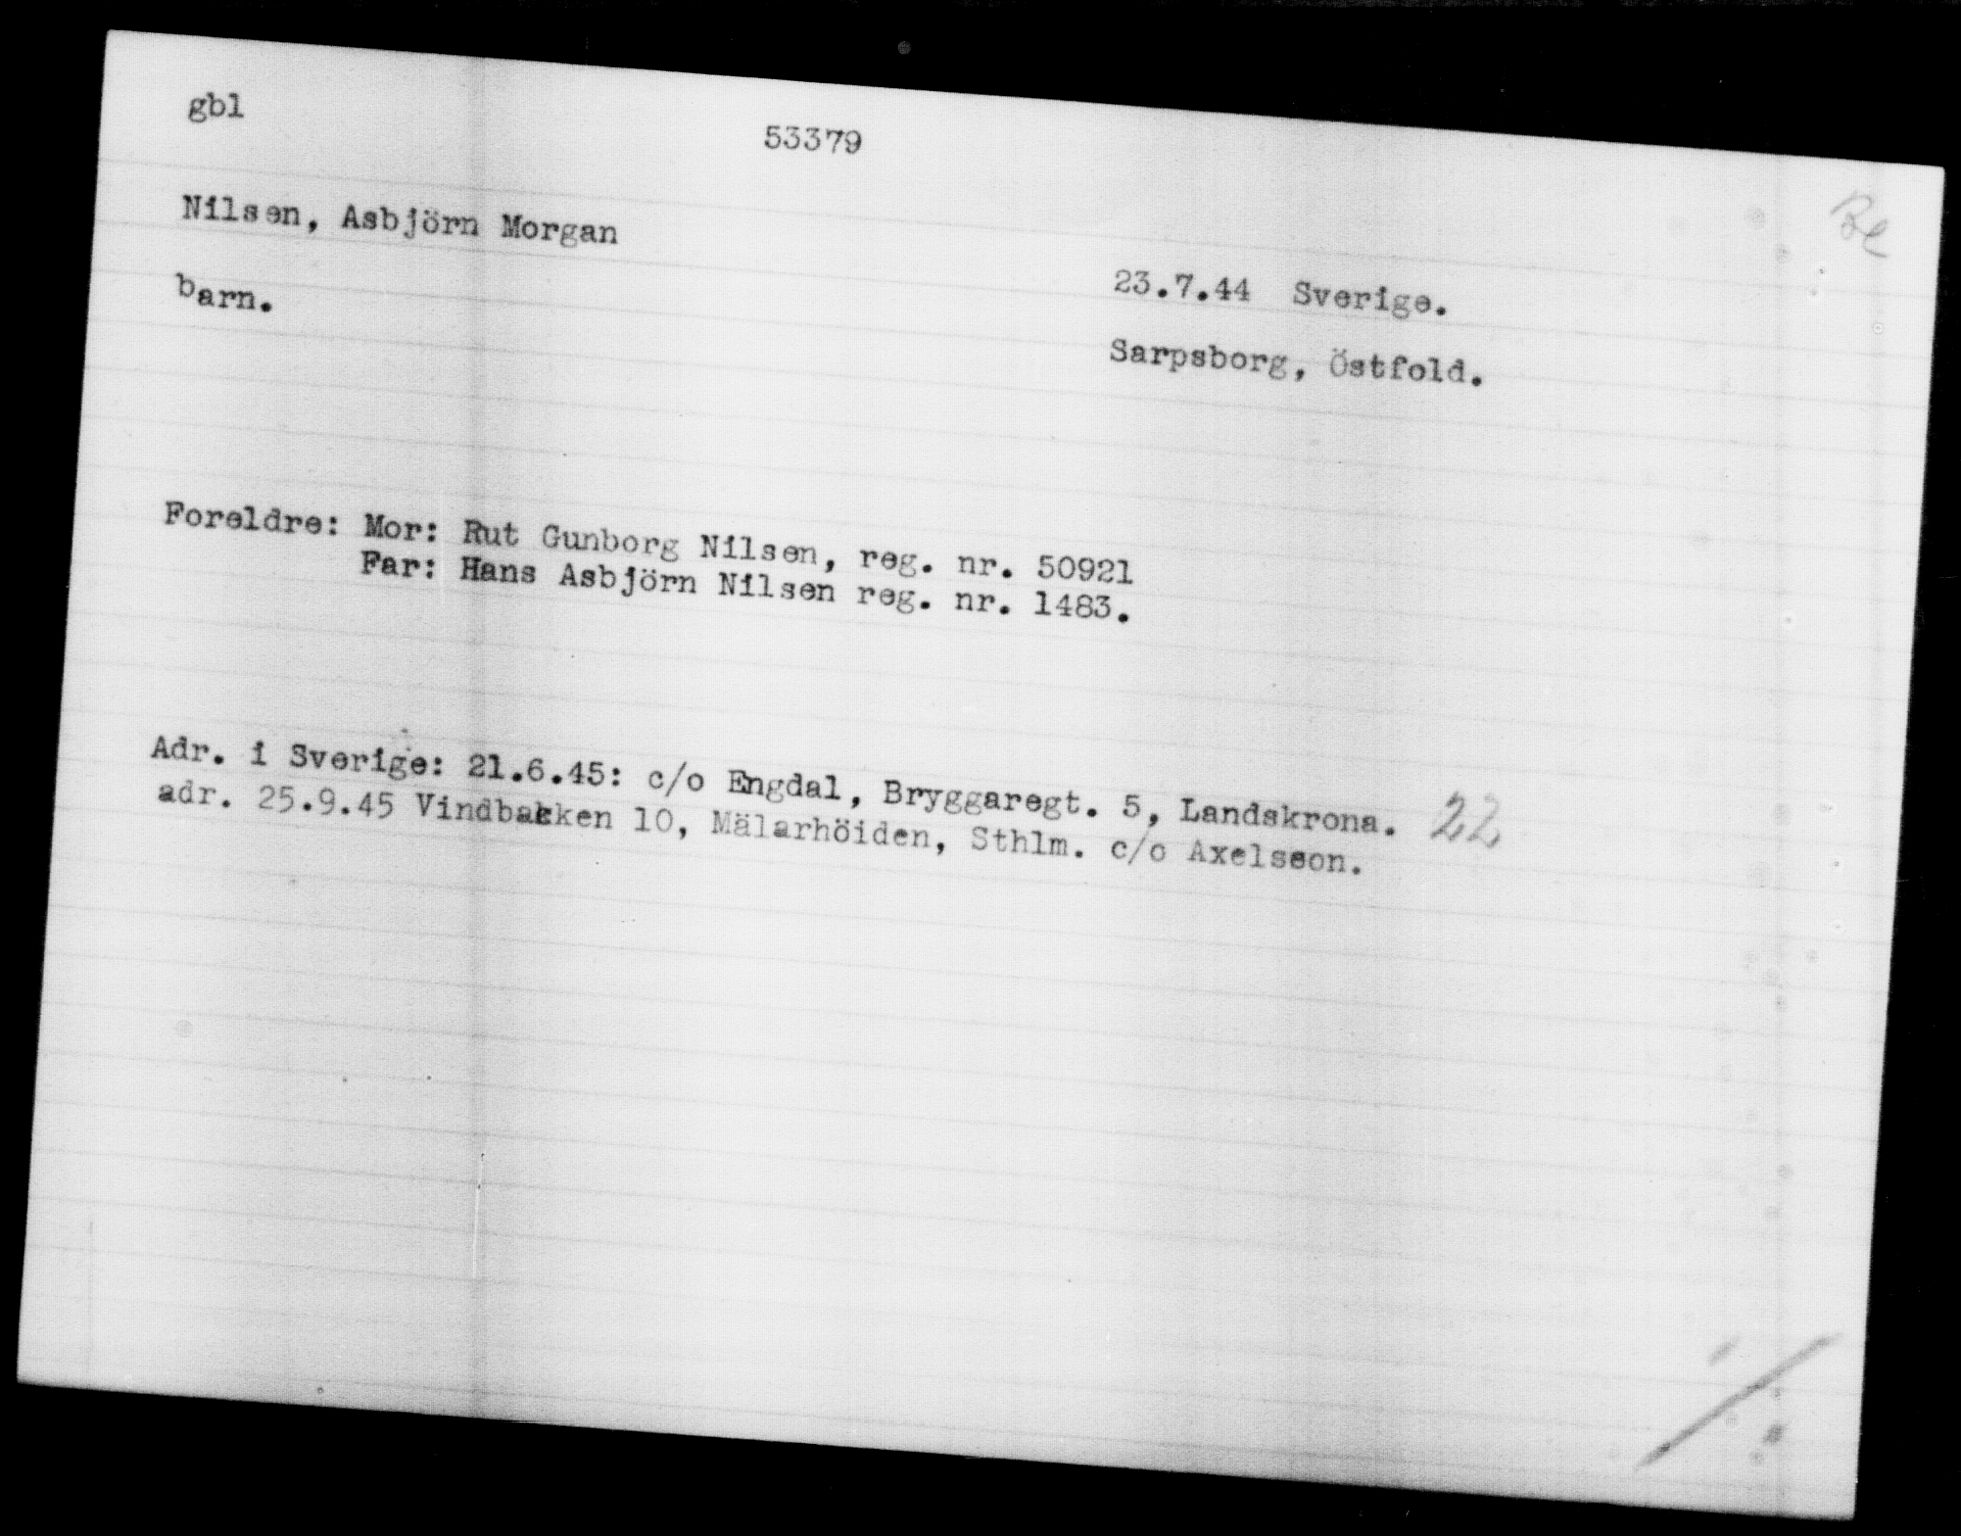 gbl
53379
Be
Nilsen, Asbjörn Morgan
23.7.44 Sverige.
barn.
Sarpsborg, Östfold.
Foreldre: Mor: Rut Gunborg Nilsen, reg. nr. 50921
Far: Hans Asbjörn Nilsen reg. nr. 1483.
Adr. i Sverige: 21.6.45: c/o Engdal, Bryggaregt. 5, Landskrona. 22
adr. 25.9.45 Vindbakken 10, Mälarhöiden, Sthlm. c/o Axelsson.